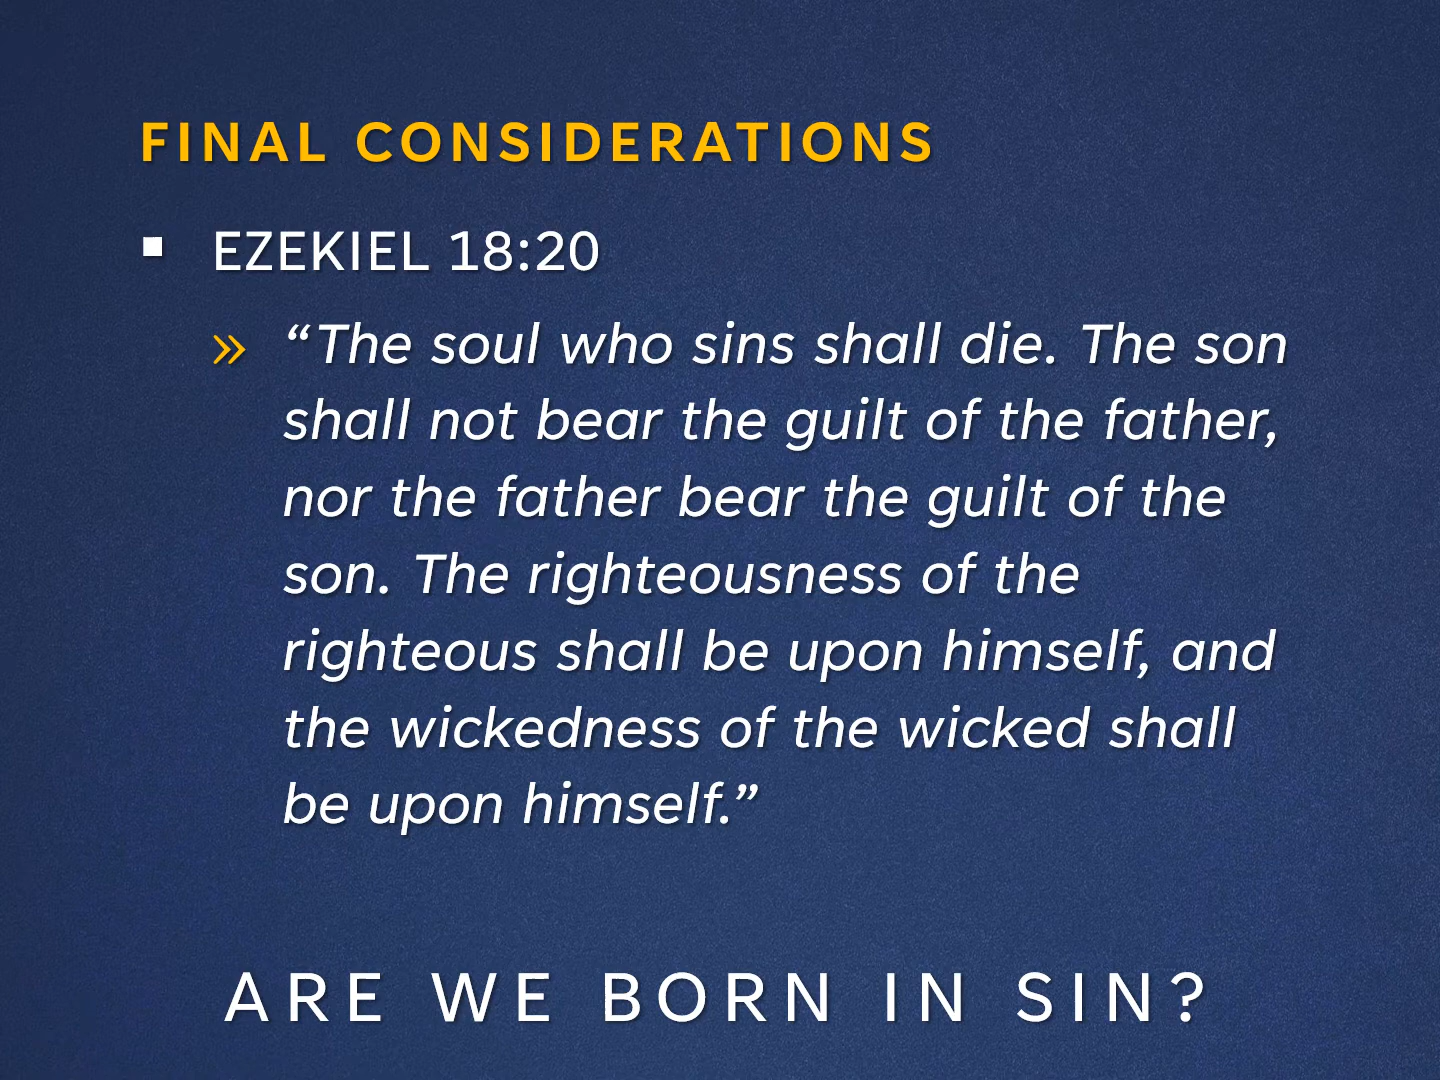 FINAL CONSIDERATIONS
▪ EZEKIEL 18:20
» “The soul who sins shall die. The son
shall not bear the guilt of the father,
nor the father bear the guilt of the
son. The righteousness of the
righteous shall be upon himself, and
the wickedness of the wicked shall
be upon himself.”
ARE WE BORN IN SIN?